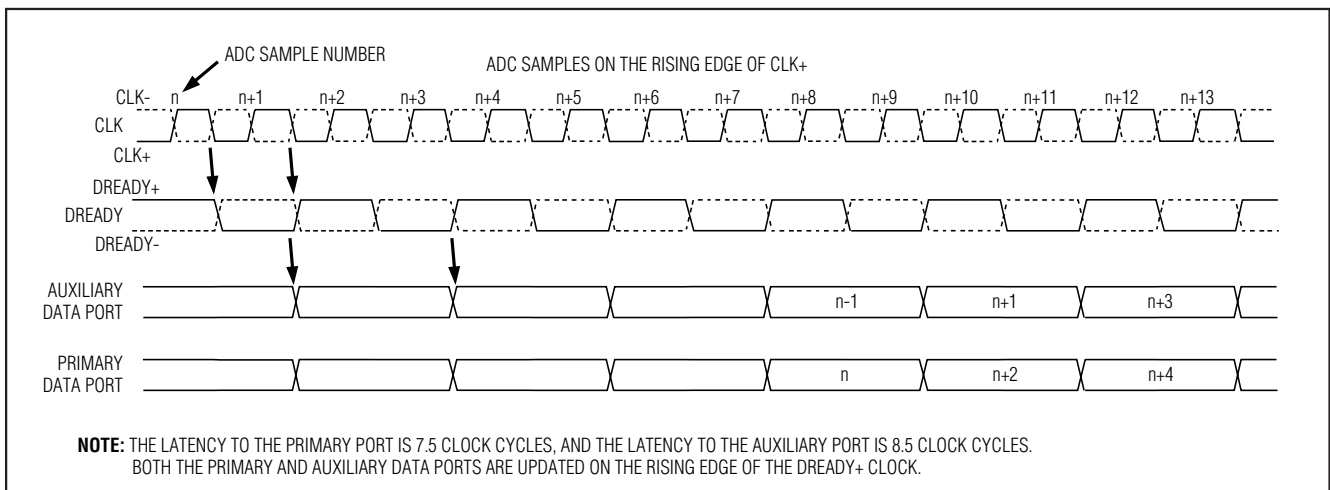 ADC SAMPLE NUMBER
ADC SAMPLES ON THE RISING EDGE OF CLK+
CLK- n n+1 n+2 n+3 n+4 n+5 n+6 n+7 n+8 n+9 n+10 n+11 n+12 n+13
CLK
CLK+
DREADY+
DREADY
DREADY-
AUXILIARY
DATA PORT
n-1 n+1 n+3
PRIMARY
DATA PORT
n n+2 n+4
NOTE: THE LATENCY TO THE PRIMARY PORT IS 7.5 CLOCK CYCLES, AND THE LATENCY TO THE AUXILIARY PORT IS 8.5 CLOCK CYCLES.
BOTH THE PRIMARY AND AUXILIARY DATA PORTS ARE UPDATED ON THE RISING EDGE OF THE DREADY+ CLOCK.